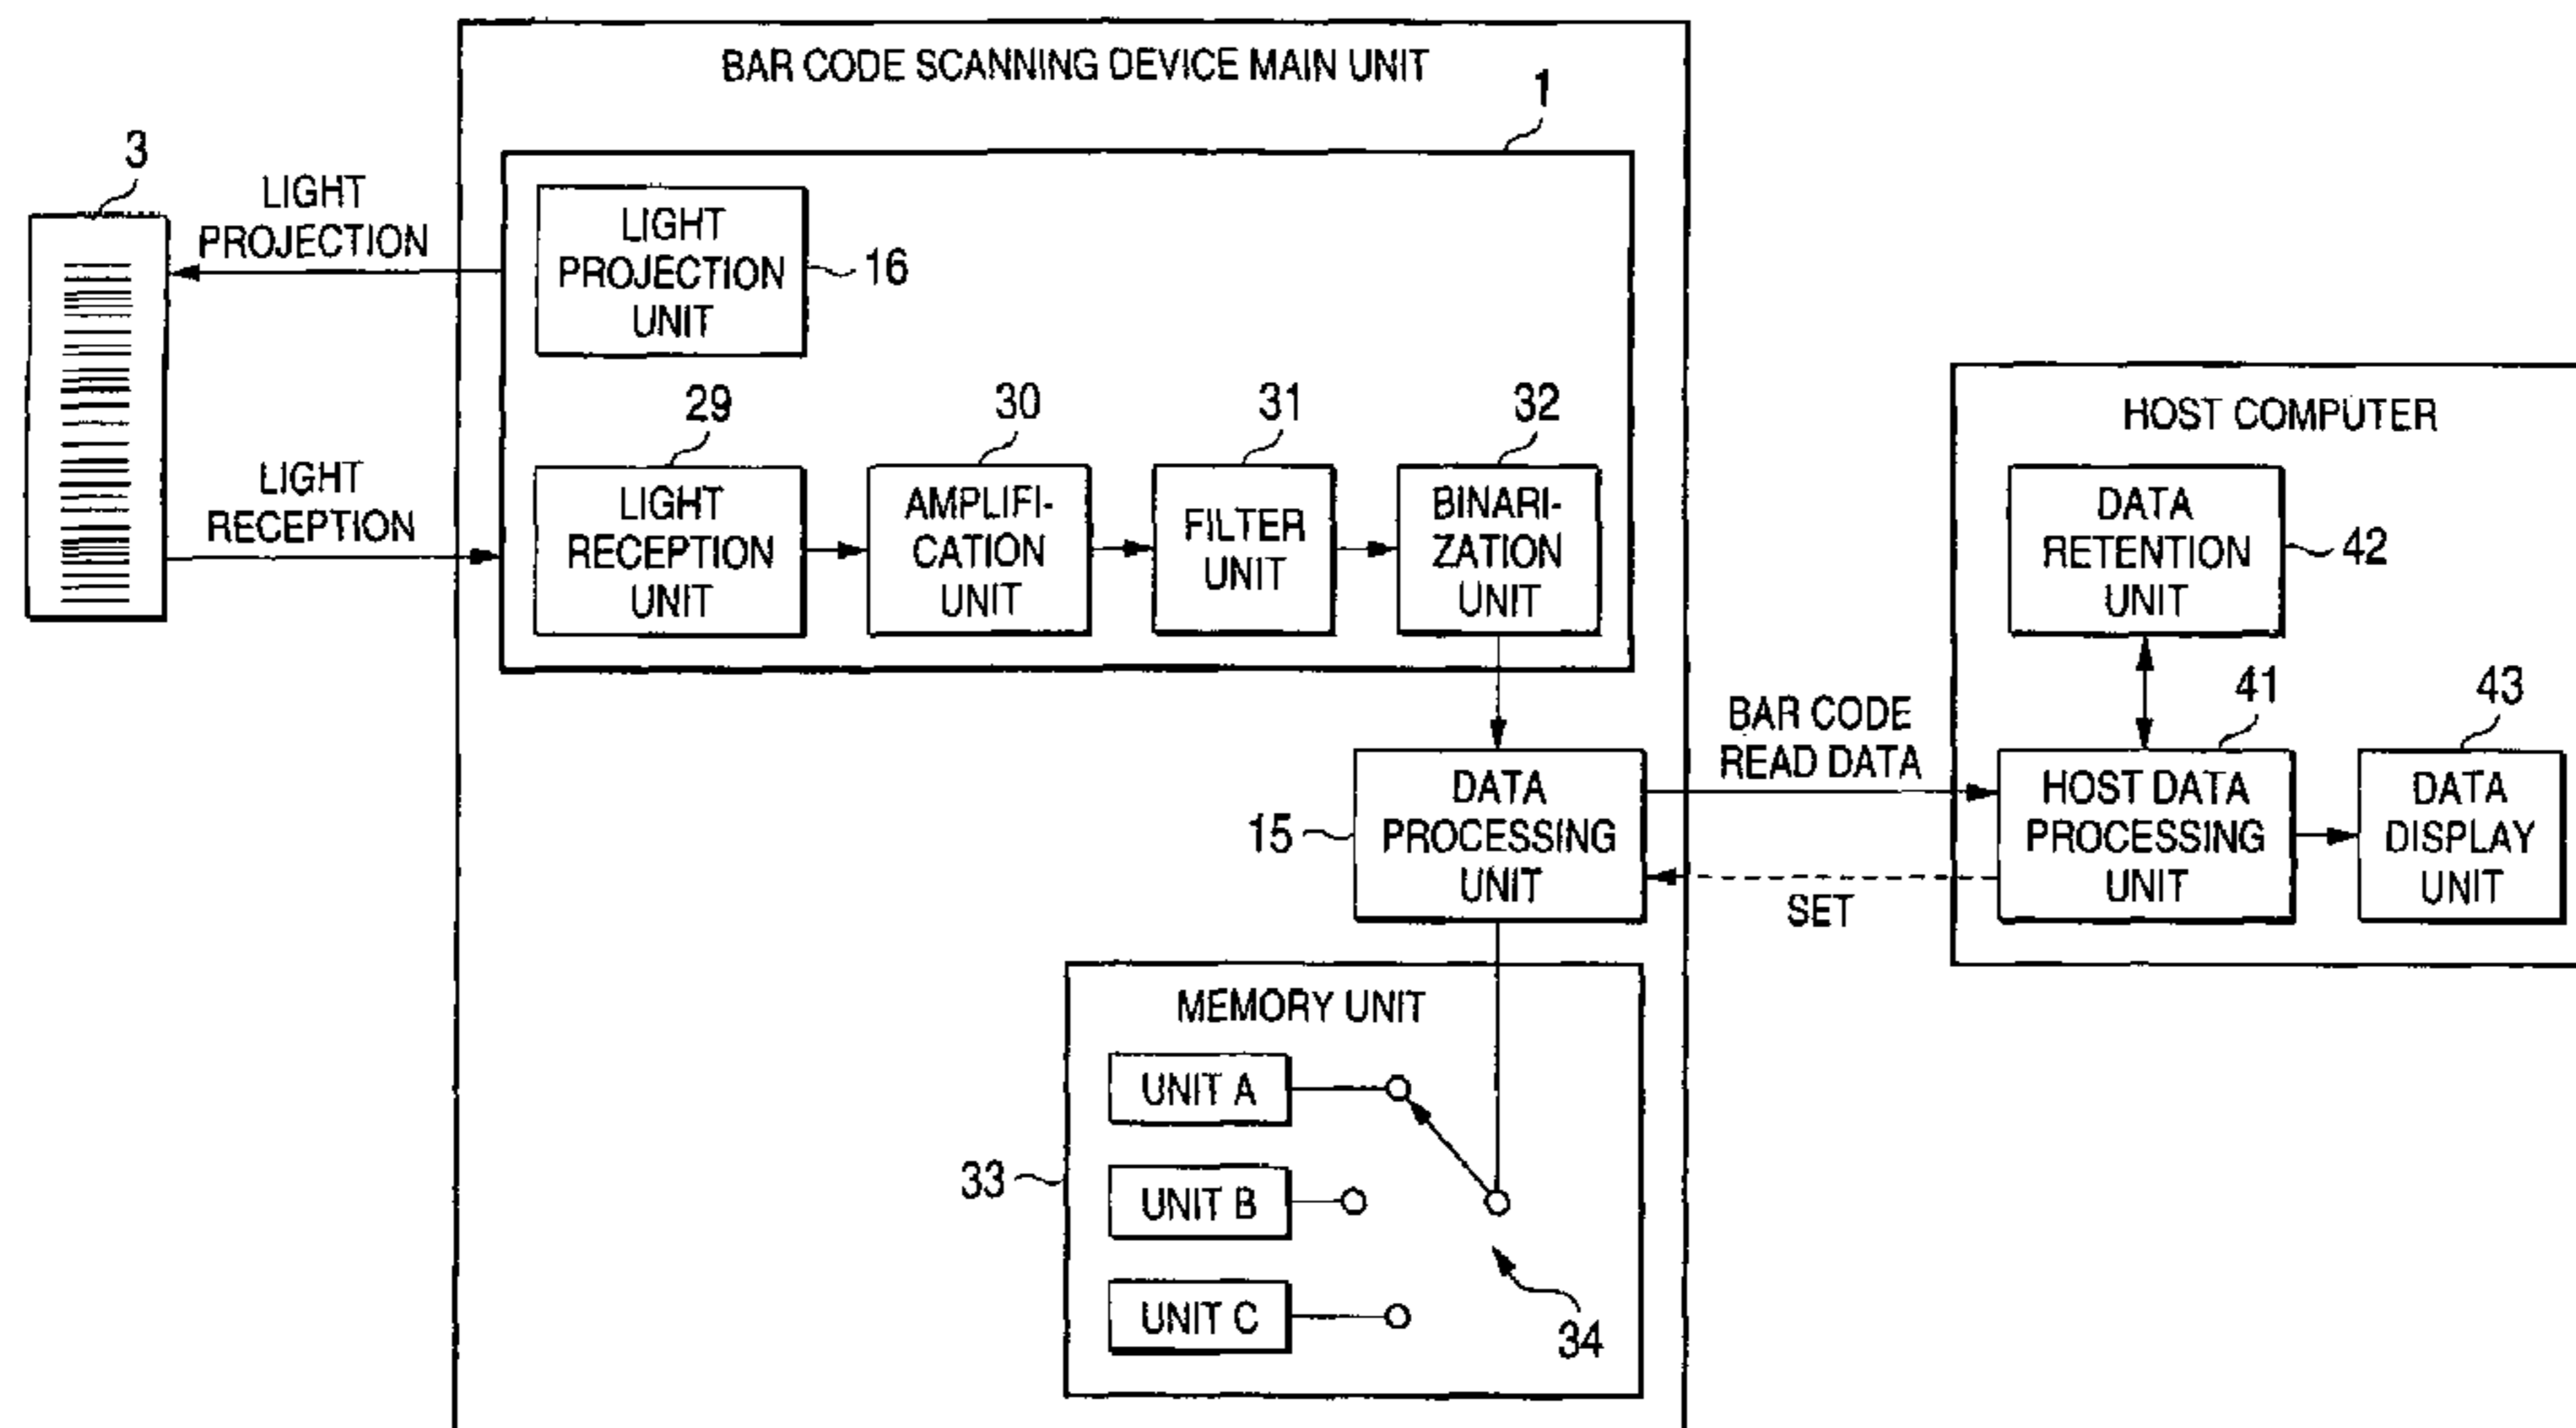 BAR CODE SCANNING DEVICE MAIN UNIT
1
3
LIGHT
PROJECTION
LIGHT
PROJECTION
UNIT
16
LIGHT
RECEPTION
29
LIGHT
RECEPTION
UNIT
30
AMPLIFI-
CATION
UNIT
31
FILTER
UNIT
32
BINARI-
ZATION
UNIT
HOST COMPUTER
DATA
RETENTION
UNIT
42
BAR CODE
READ DATA
15
DATA
PROCESSING
UNIT
SET
41
HOST DATA
PROCESSING
UNIT
43
DATA
DISPLAY
UNIT
MEMORY UNIT
33
UNIT A
UNIT B
UNIT C
34